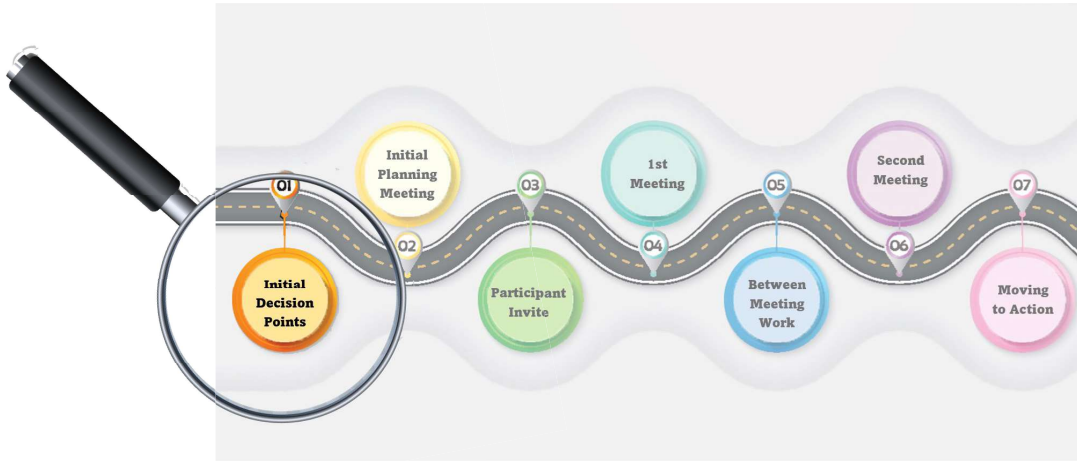 01
Initial
Decision
Points
Initial
Planning
Meeting
02
03
Participant
Invite
1st
Meeting
04
05
Between
Meeting
Work
Second
Meeting
06
07
Moving
to Action